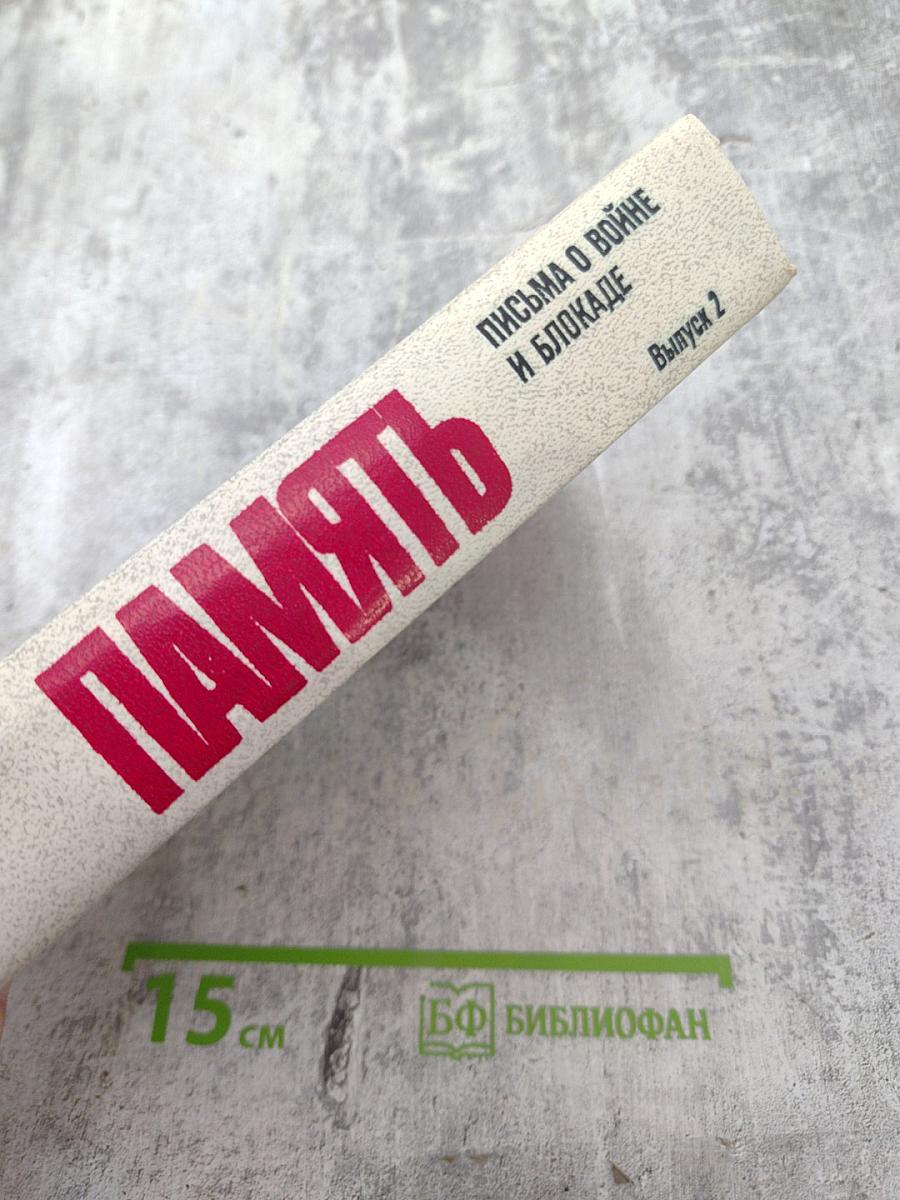 ПАМЯТЬ
ПИСЬМА О ВОЙНЕ
И БЛОКАДЕ
Выпуск 2
15 см
БФ БИБЛИОФАН